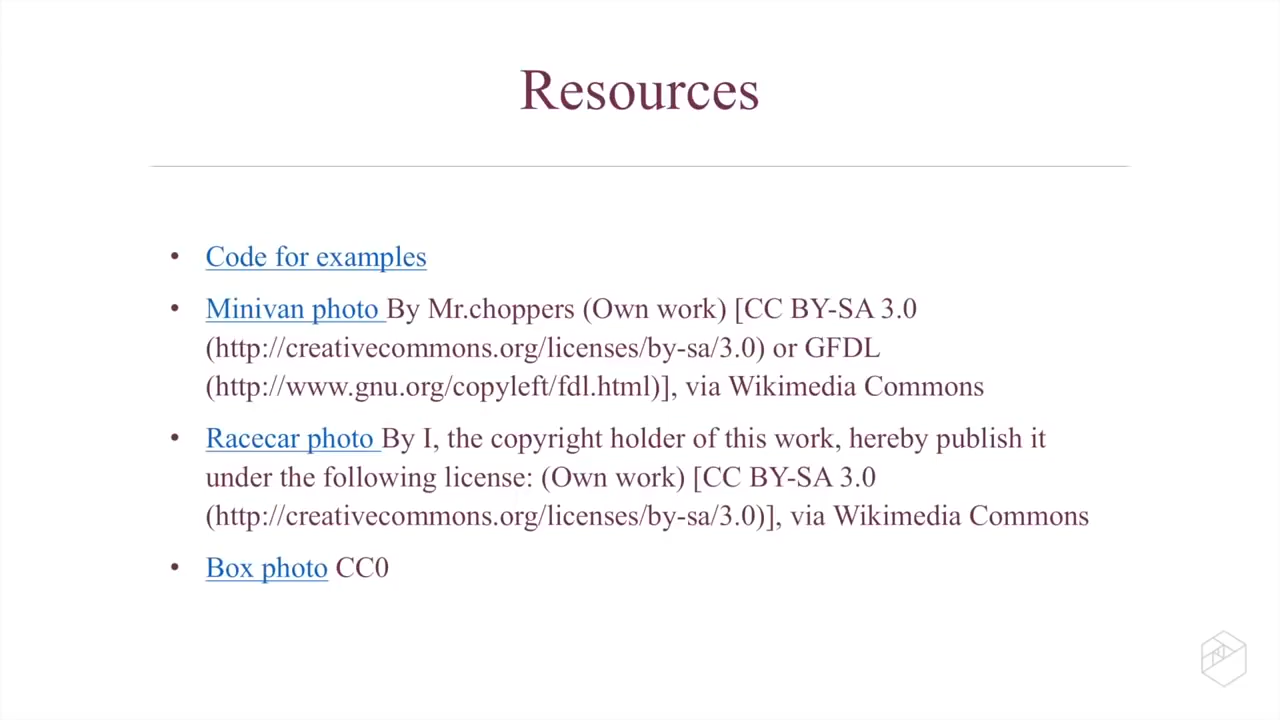 Resources
• Code for examples
• Minivan photo By Mr.choppers (Own work) [CC BY-SA 3.0
(http://creativecommons.org/licenses/by-sa/3.0) or GFDL
(http://www.gnu.org/copyleft/fdl.html)], via Wikimedia Commons
• Racecar photo By I, the copyright holder of this work, hereby publish it
under the following license: (Own work) [CC BY-SA 3.0
(http://creativecommons.org/licenses/by-sa/3.0)], via Wikimedia Commons
• Box photo CC0